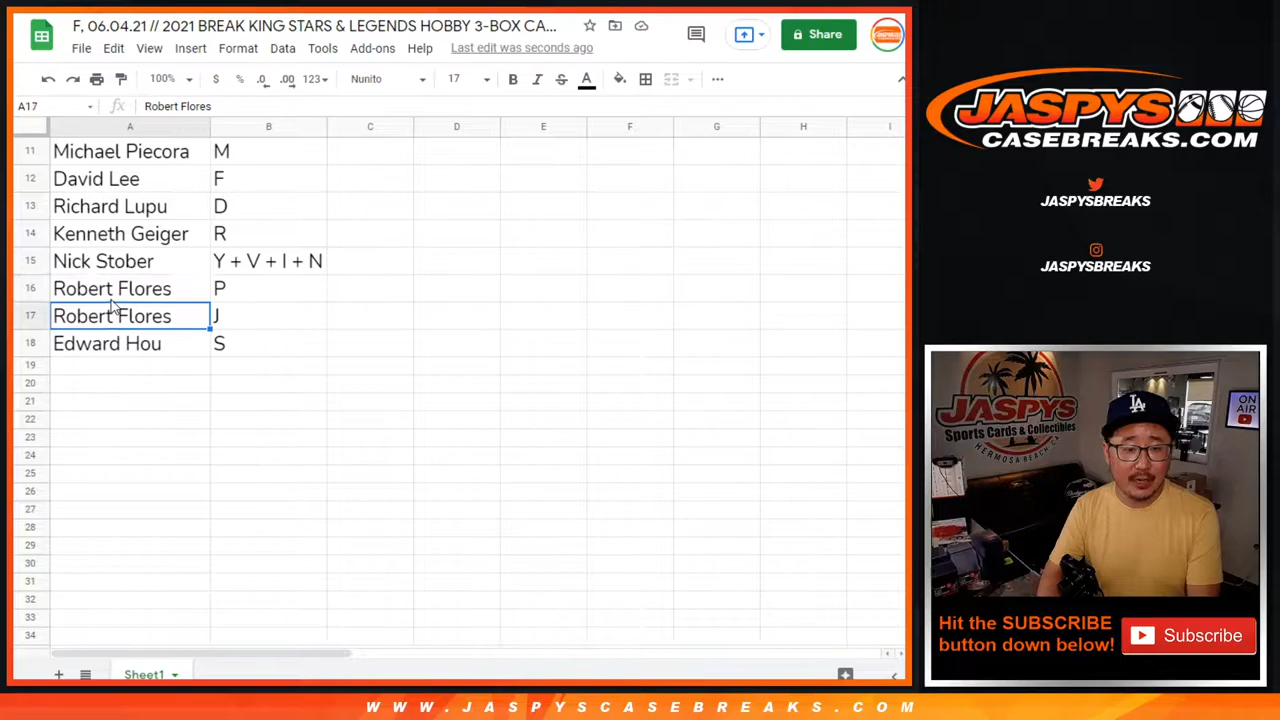 F, 06.04.21 // 2021 BREAK KING STARS & LEGENDS HOBBY 3-BOX CA...
File Edit View Insert Format Data Tools Add-ons Help Last edit was seconds ago
Share
100% $ % .0 .00 123 Nunito 17 B I S A
A17 fx Robert Flores
A B C D E F G H I
11 Michael Piecora M
12 David Lee F
13 Richard Lupu D
14 Kenneth Geiger R
15 Nick Stober Y + V + I + N
16 Robert Flores P
17 Robert Flores J
18 Edward Hou S
19
20
21
22
23
24
25
26
27
28
29
30
31
32
33
34
Sheet1
JASPYS
CASEBREAKS.COM
JASPYSBREAKS
JASPYSBREAKS
JASPYS
Sports Cards & Collectibles
HERMOSA BEACH CA
LA
ON
AIR
Hit the SUBSCRIBE
button down below!
Subscribe
WWW.JASPYSCASEBREAKS.COM